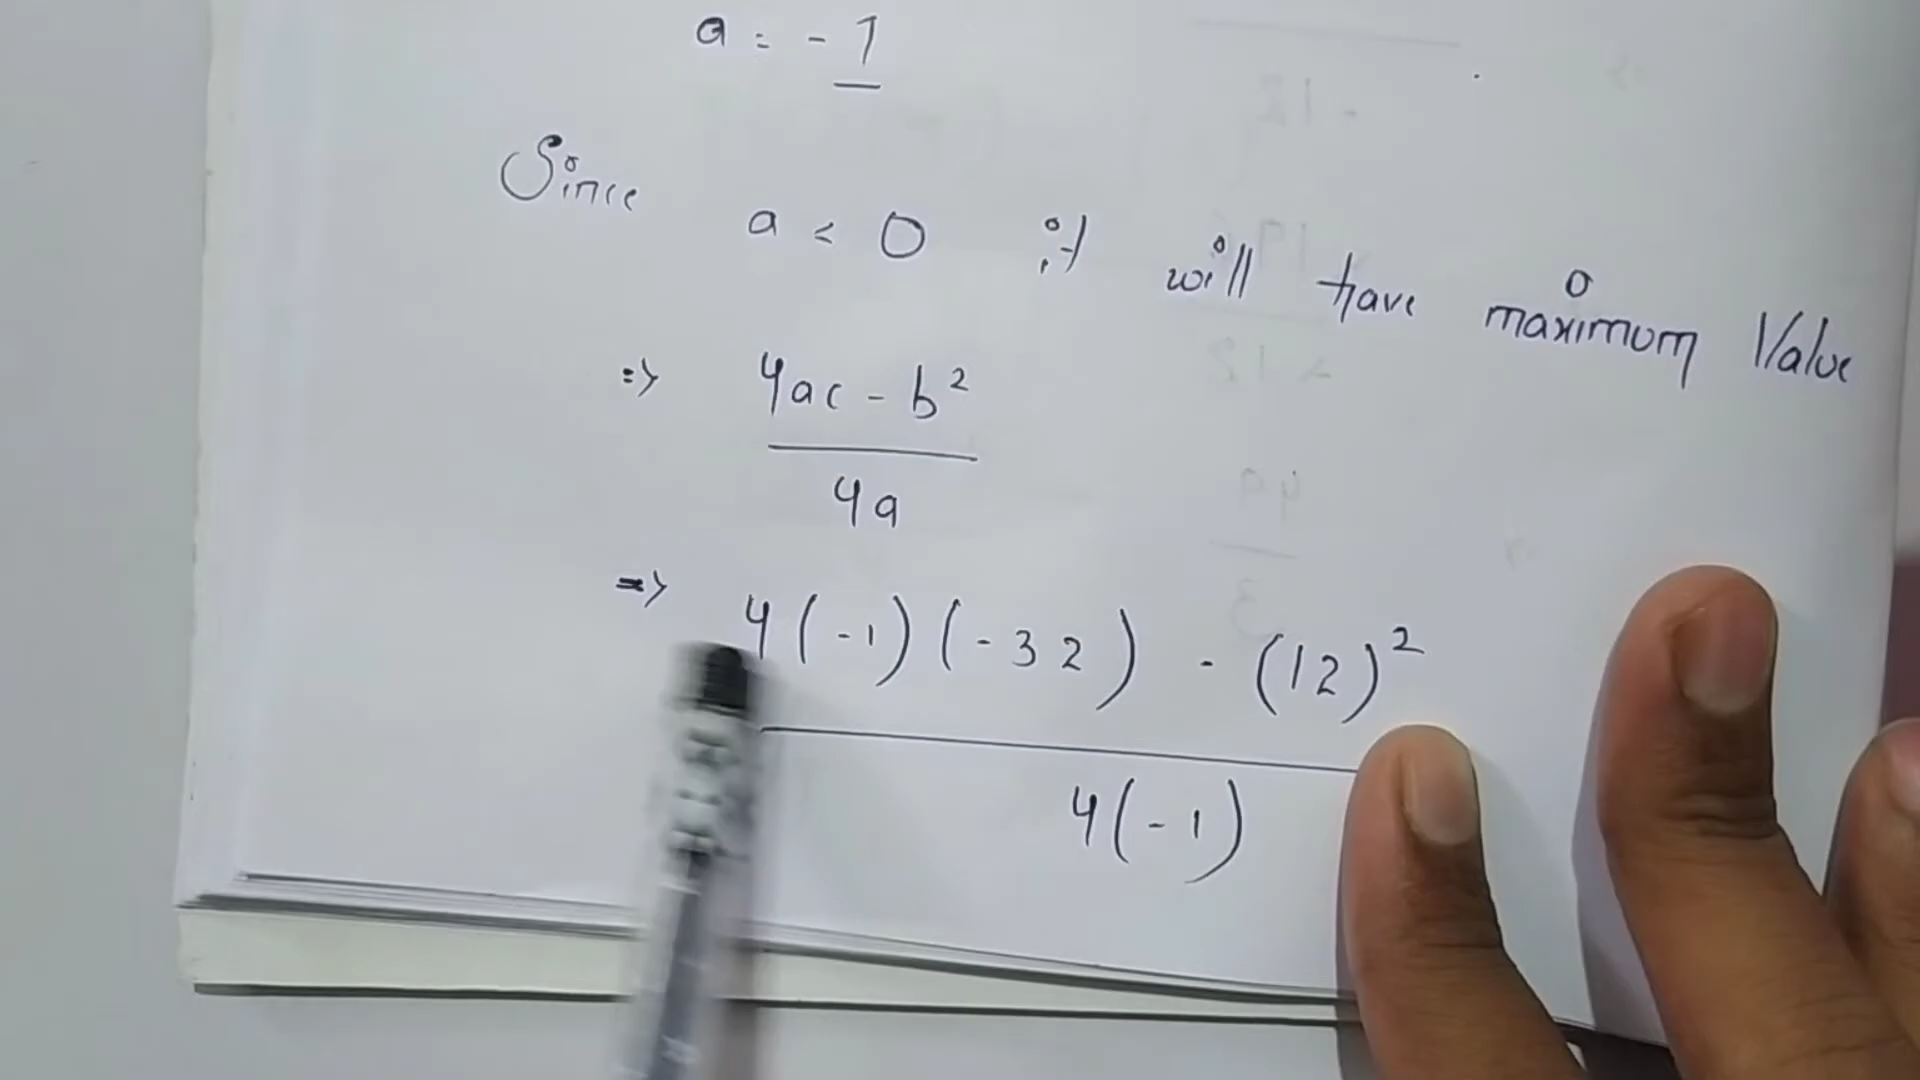 a = - 1
Since
a < 0 it will have maximum Value
=> 4ac - b²
4a
=> 4(-1)(-32) - (12)²
4(-1)